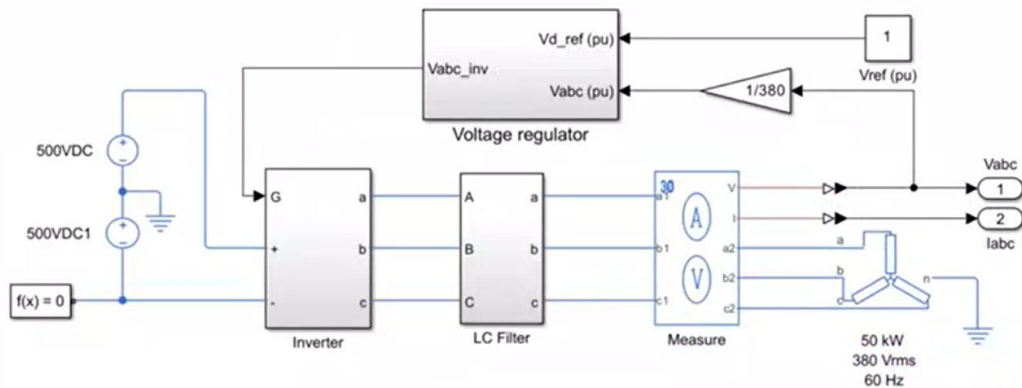 Vd_ref (pu)
1
Vabc_inv
Vref (pu)
Vabc (pu)
1/380
Voltage regulator
500VDC
+
−
Vabc
G
a
A
a
a1
3Φ
V
1
A
I
2
500VDC1
+
−
Iabc
+
b
B
b
b1
a2
a
V
b2
b
n
f(x) = 0
-
c
C
c
c1
c2
c
Inverter
LC Filter
Measure
50 kW
380 Vrms
60 Hz